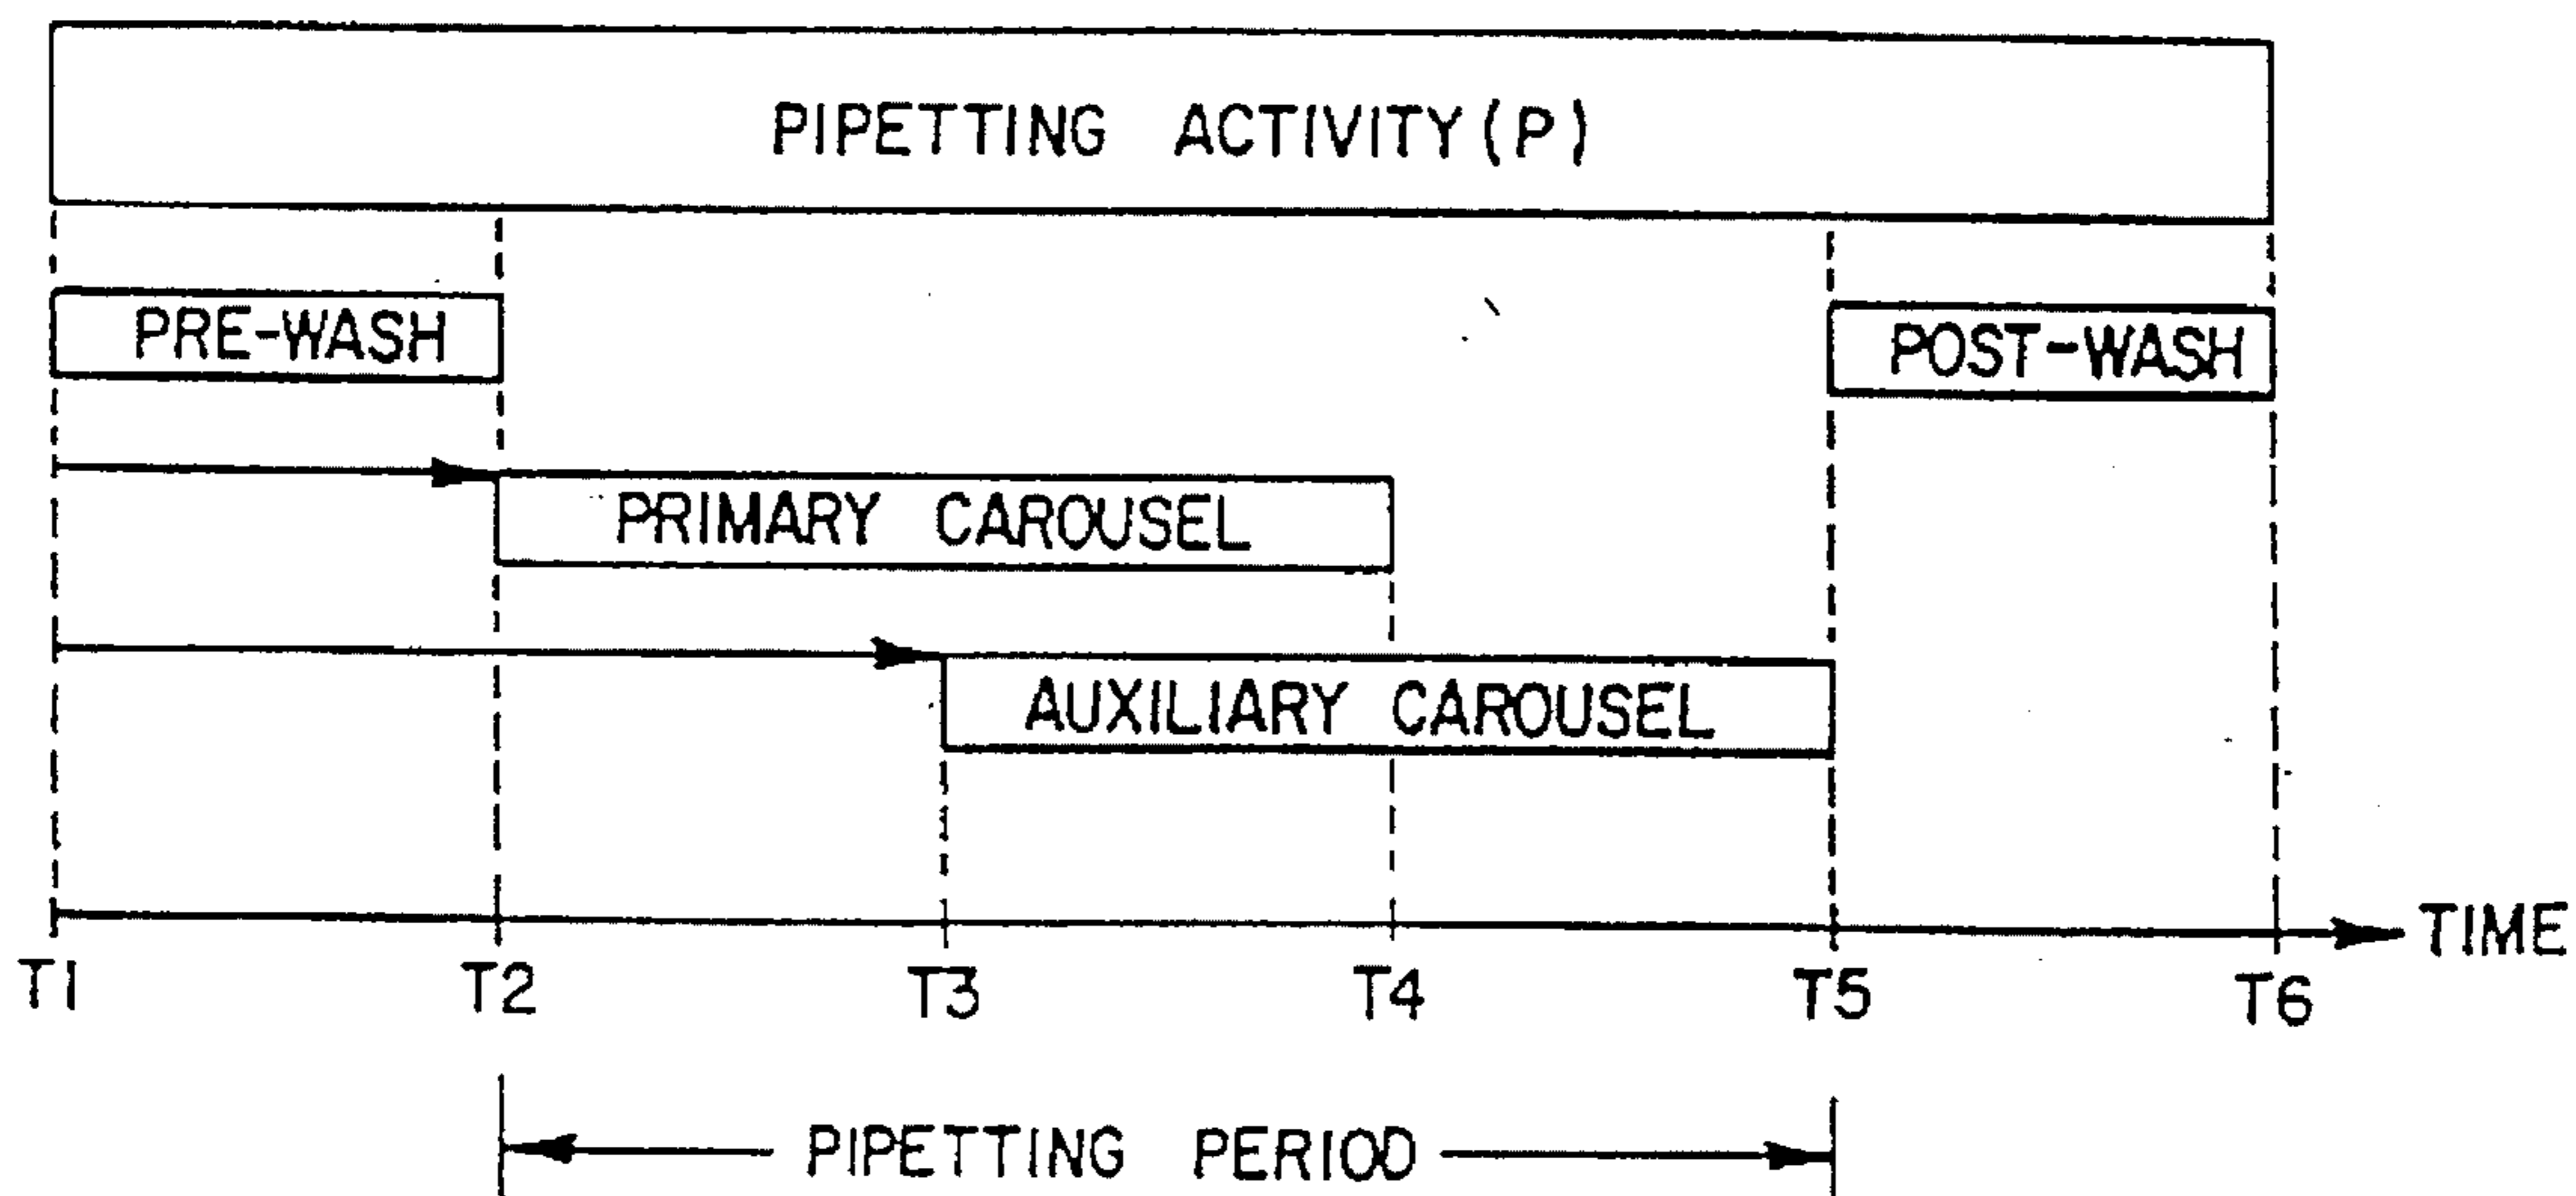 PIPETTING ACTIVITY (P)
PRE-WASH
POST-WASH
PRIMARY CAROUSEL
AUXILIARY CAROUSEL
TIME
T1 T2 T3 T4 T5 T6
PIPETTING PERIOD